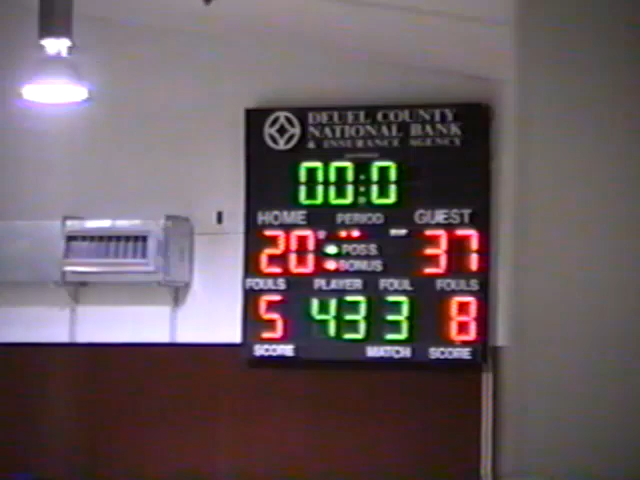 DEUEL COUNTY
NATIONAL BANK
& INSURANCE AGENCY
00:0
HOME PERIOD GUEST
20 POSS. 37
BONUS
FOULS PLAYER FOUL FOULS
5 43 3 8
SCORE MATCH SCORE